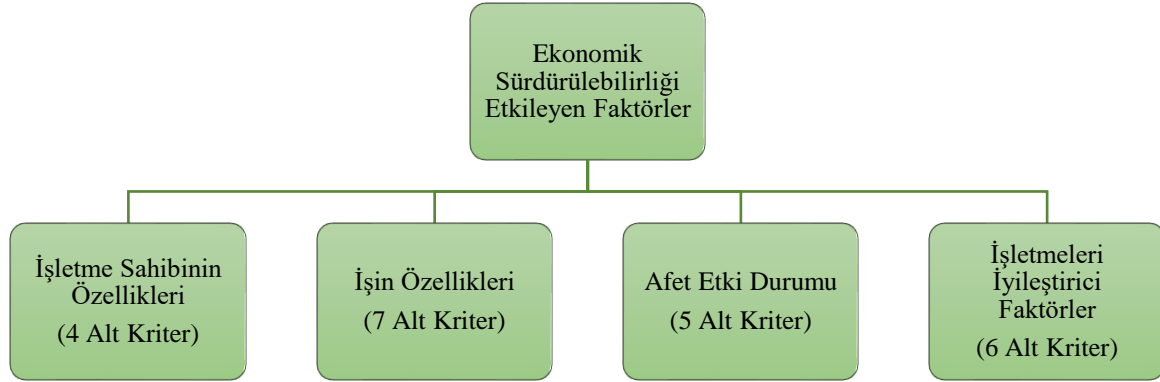 Ekonomik
Sürdürülebilirliği
Etkileyen Faktörler
İşletme Sahibinin
Özellikleri
(4 Alt Kriter)
İşin Özellikleri
(7 Alt Kriter)
Afet Etki Durumu
(5 Alt Kriter)
İşletmeleri
İyileştirici
Faktörler
(6 Alt Kriter)